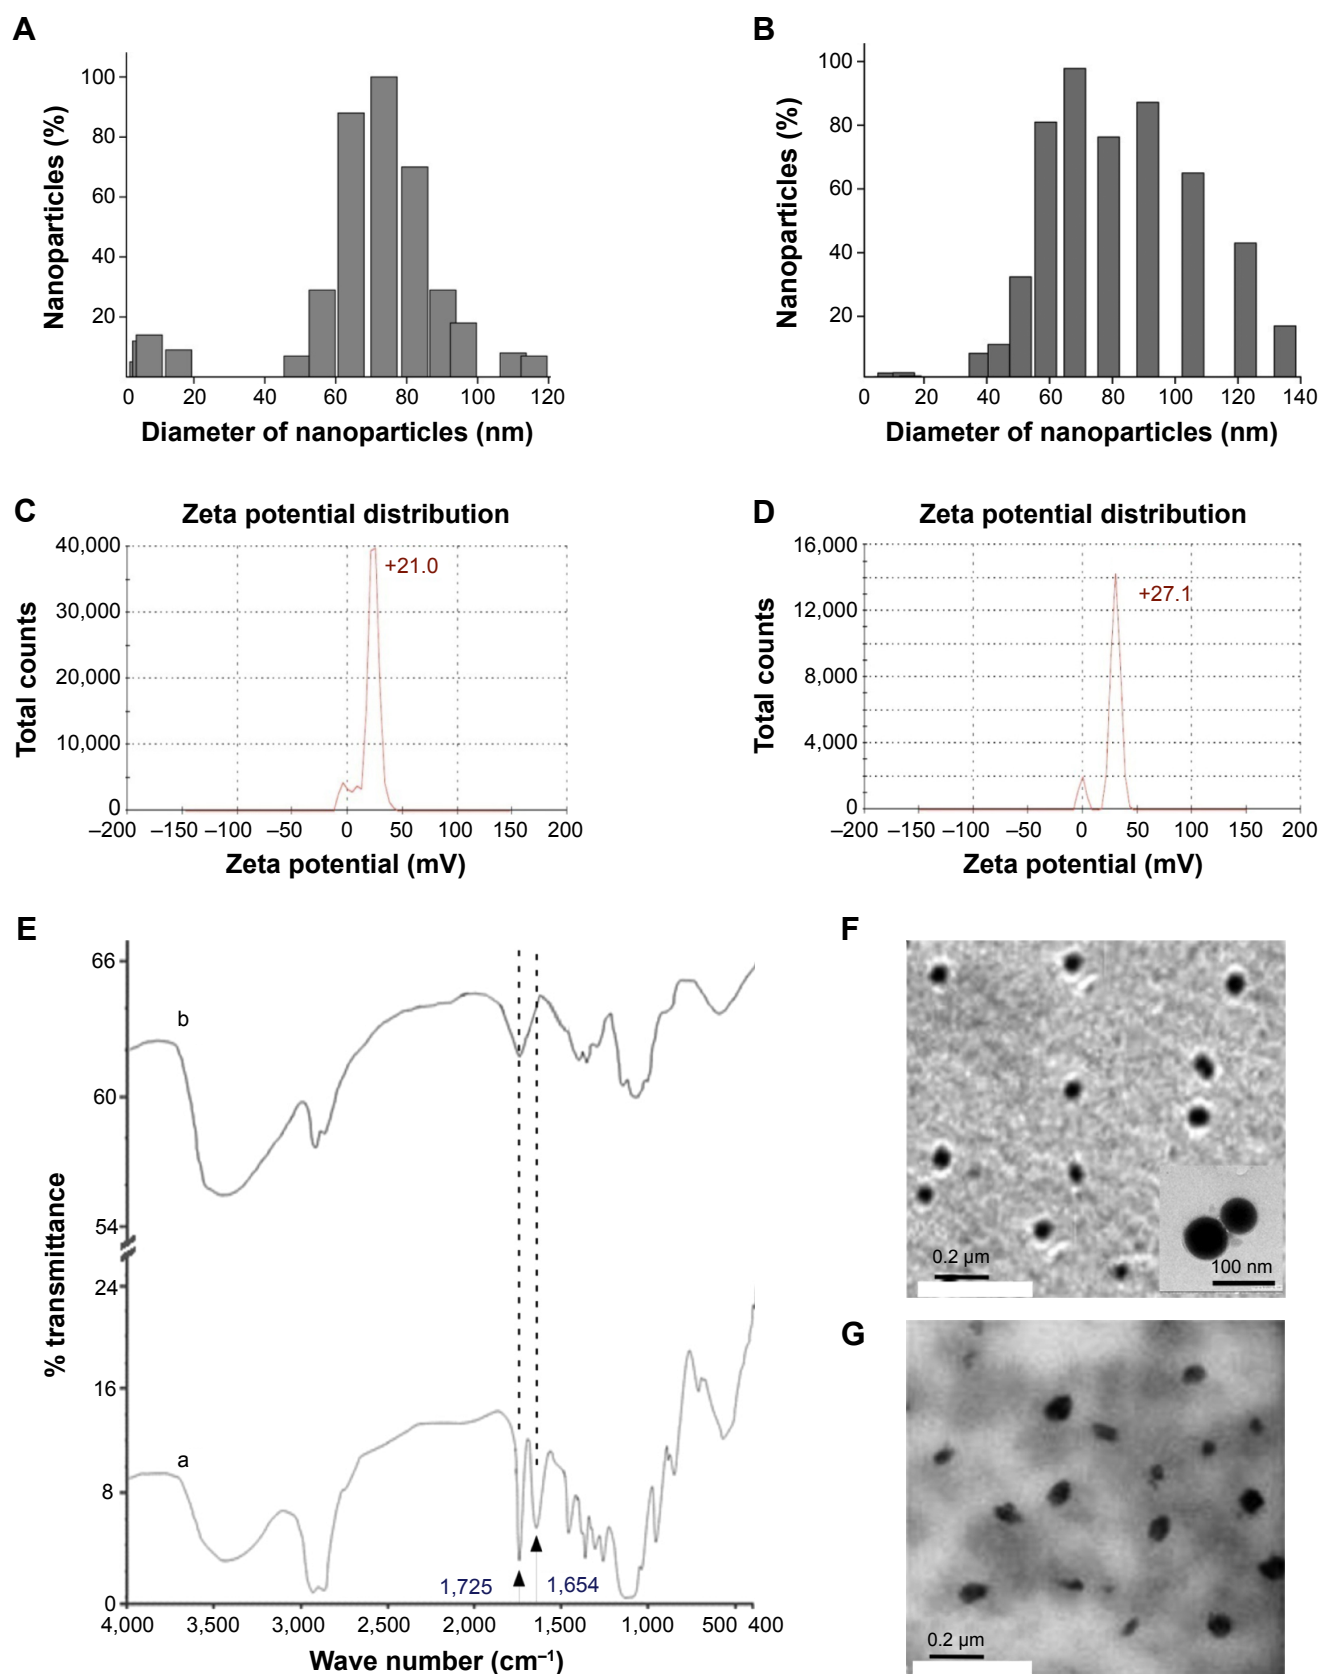 A
B
Nanoparticles (%)
100
80
60
40
20
0 20 40 60 80 100 120
Diameter of nanoparticles (nm)
Nanoparticles (%)
100
80
60
40
20
0 20 40 60 80 100 120 140
Diameter of nanoparticles (nm)
C
Zeta potential distribution
+21.0
Total counts
40,000
30,000
20,000
10,000
0
–200 –150 –100 –50 0 50 100 150 200
Zeta potential (mV)
D
Zeta potential distribution
+27.1
Total counts
16,000
12,000
8,000
4,000
0
–200 –150 –100 –50 0 50 100 150 200
Zeta potential (mV)
E
% transmittance
66
60
54
24
16
8
0
b
a
1,725
1,654
4,000 3,500 3,000 2,500 2,000 1,500 1,000 500 400
Wave number (cm–1)
F
0.2 µm
100 nm
G
0.2 µm